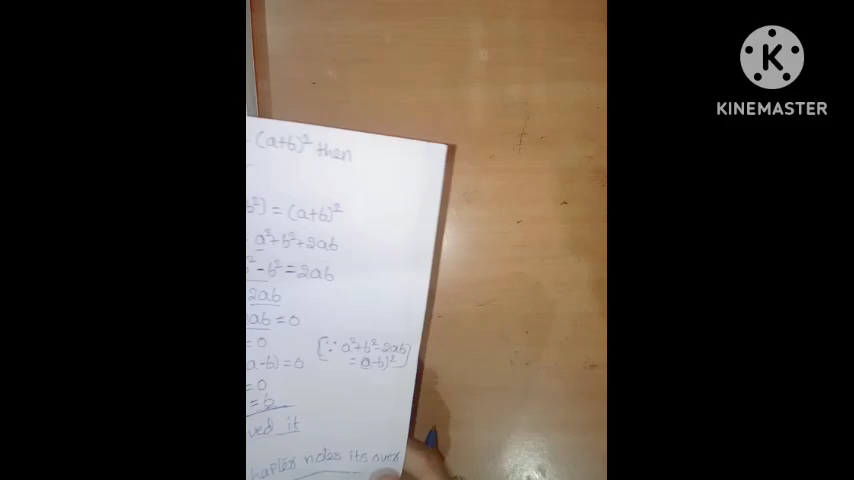 (a+b)² then
b²) = (a+b)²
a²+b²+2ab
² - b² = 2ab
2ab
ab = 0
= 0
[∵ a²+b²-2ab
= (a-b)²]
(a-b) = 0
= 0
= b
ved it
hapter notes its over
K
KINEMASTER